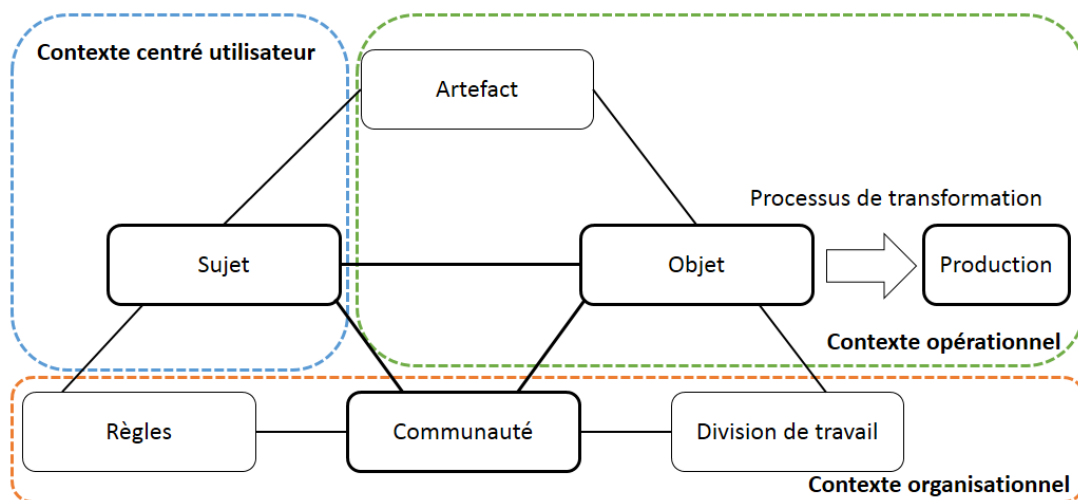 Contexte centré utilisateur
Artefact
Processus de transformation
Sujet
Objet
Production
Contexte opérationnel
Règles
Communauté
Division de travail
Contexte organisationnel